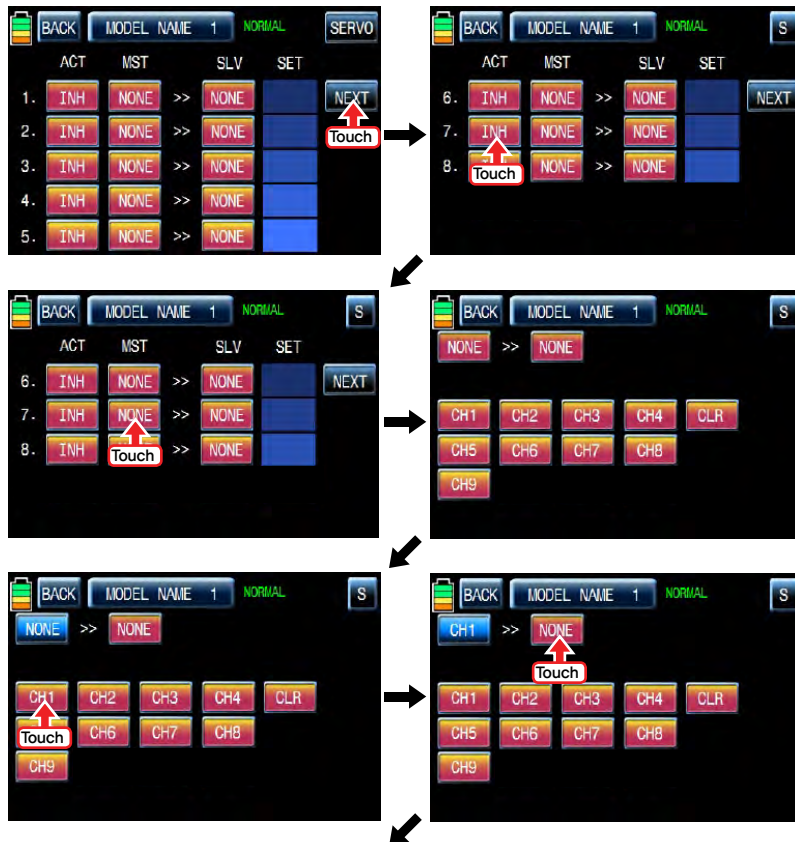 BACK MODEL NAME 1 NORMAL SERVO
ACT MST SLV SET
1. INH NONE >> NONE NEXT
Touch
2. INH NONE >> NONE
3. INH NONE >> NONE
4. INH NONE >> NONE
5. INH NONE >> NONE
BACK MODEL NAME 1 NORMAL S
ACT MST SLV SET
6. INH NONE >> NONE NEXT
7. INH NONE >> NONE
Touch
8. NONE >> NONE
BACK MODEL NAME 1 NORMAL S
ACT MST SLV SET
6. INH NONE >> NONE NEXT
7. INH NONE >> NONE
Touch
8. INH >> NONE
BACK MODEL NAME 1 NORMAL S
NONE >> NONE
CH1 CH2 CH3 CH4 CLR
CH5 CH6 CH7 CH8
CH9
BACK MODEL NAME 1 NORMAL S
NONE >> NONE
CH1 CH2 CH3 CH4 CLR
Touch
CH6 CH7 CH8
CH9
BACK MODEL NAME 1 NORMAL S
CH1 >> NONE
Touch
CH1 CH2 CH3 CH4 CLR
CH5 CH6 CH7 CH8
CH9